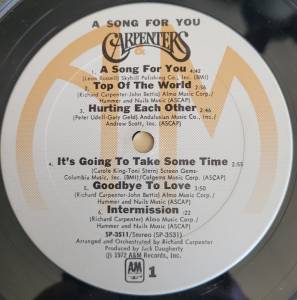 A SONG FOR YOU
CARPENTERS
1. A Song For You 4:42
(Leon Russell) Skyhill Publishing Co., Inc. (BMI)
2. Top Of The World 2:56
(Richard Carpenter-John Bettis) Almo Music Corp./
Hammer and Nails Music (ASCAP)
3. Hurting Each Other 2:46
(Peter Udell-Gary Geld) Andalusian Music Corp./
Andrew Scott, Inc. (ASCAP)
4. It's Going To Take Some Time 2:55
(Carole King-Toni Stern) Screen Gems-
Columbia Music, Inc. (BMI)/Colgems Music Corp. (ASCAP)
5. Goodbye To Love 3:50
(Richard Carpenter-John Bettis) Almo Music Corp./
Hammer and Nails Music (ASCAP)
6. Intermission :22
(Richard Carpenter) Almo Music Corp./
Hammer and Nails Music (ASCAP)
SP-3511/Stereo (SP-3531)
Arranged and Orchestrated by Richard Carpenter
Produced by Jack Daugherty
℗ 1972 A&M Records, Inc.
A&M RECORDS 1